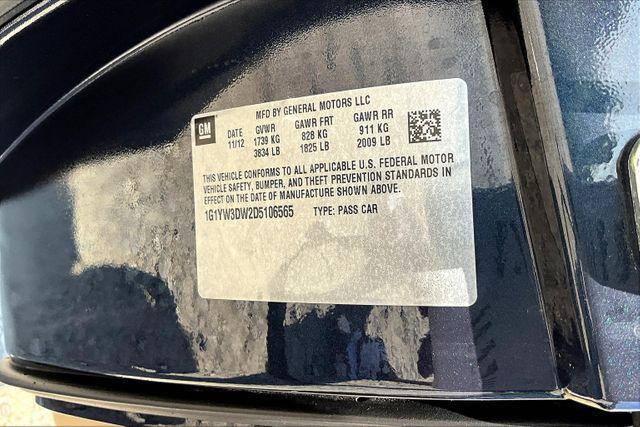 MFD BY GENERAL MOTORS LLC
GM DATE GVWR GAWR FRT GAWR RR
11/12 1739 KG 828 KG 911 KG
3834 LB 1825 LB 2009 LB
THIS VEHICLE CONFORMS TO ALL APPLICABLE U.S. FEDERAL MOTOR
VEHICLE SAFETY, BUMPER, AND THEFT PREVENTION STANDARDS IN
EFFECT ON THE DATE OF MANUFACTURE SHOWN ABOVE.
1G1YW3DW2D5106565 TYPE: PASS CAR